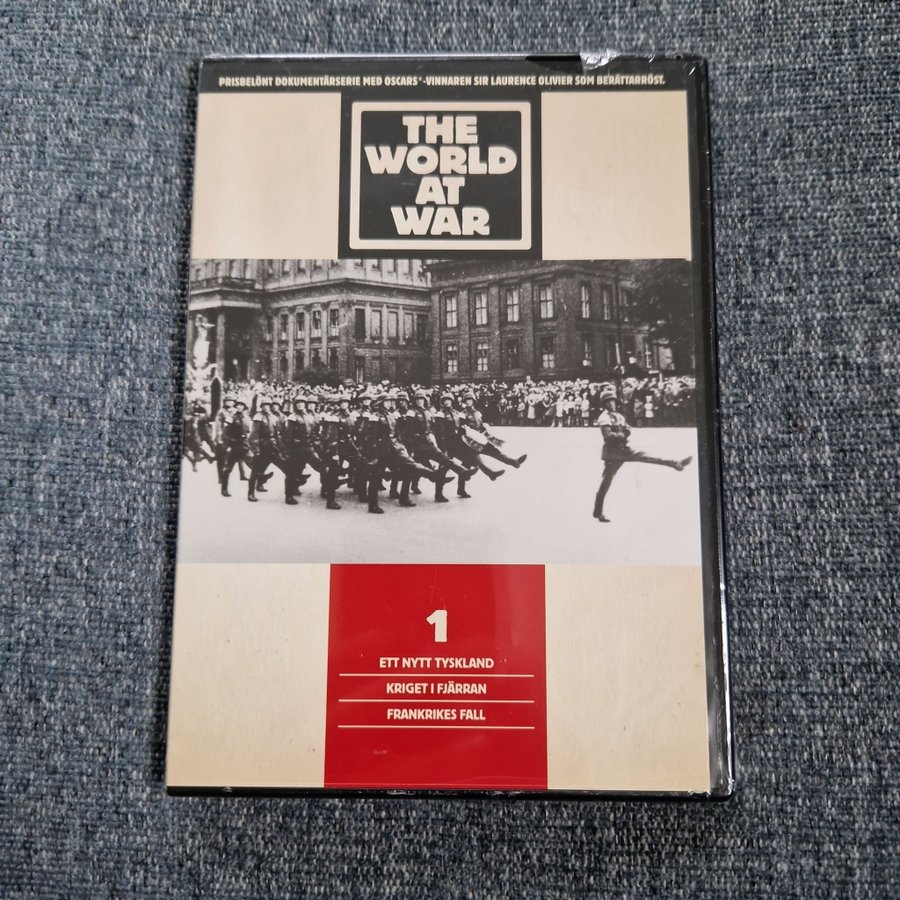 PRISBELÖNT DOKUMENTÄRSERIE MED OSCARS®-VINNAREN SIR LAURENCE OLIVIER SOM BERÄTTARRÖST.
THE
WORLD
AT
WAR
1
ETT NYTT TYSKLAND
KRIGET I FJÄRRAN
FRANKRIKES FALL